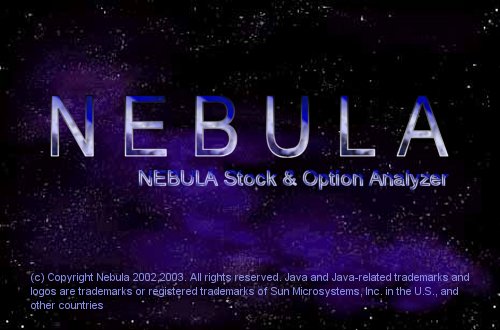 NEBULA
NEBULA Stock & Option Analyzer
(c) Copyright Nebula 2002,2003. All rights reserved. Java and Java-related trademarks and
logos are trademarks or registered trademarks of Sun Microsystems, Inc. in the U.S., and
other countries